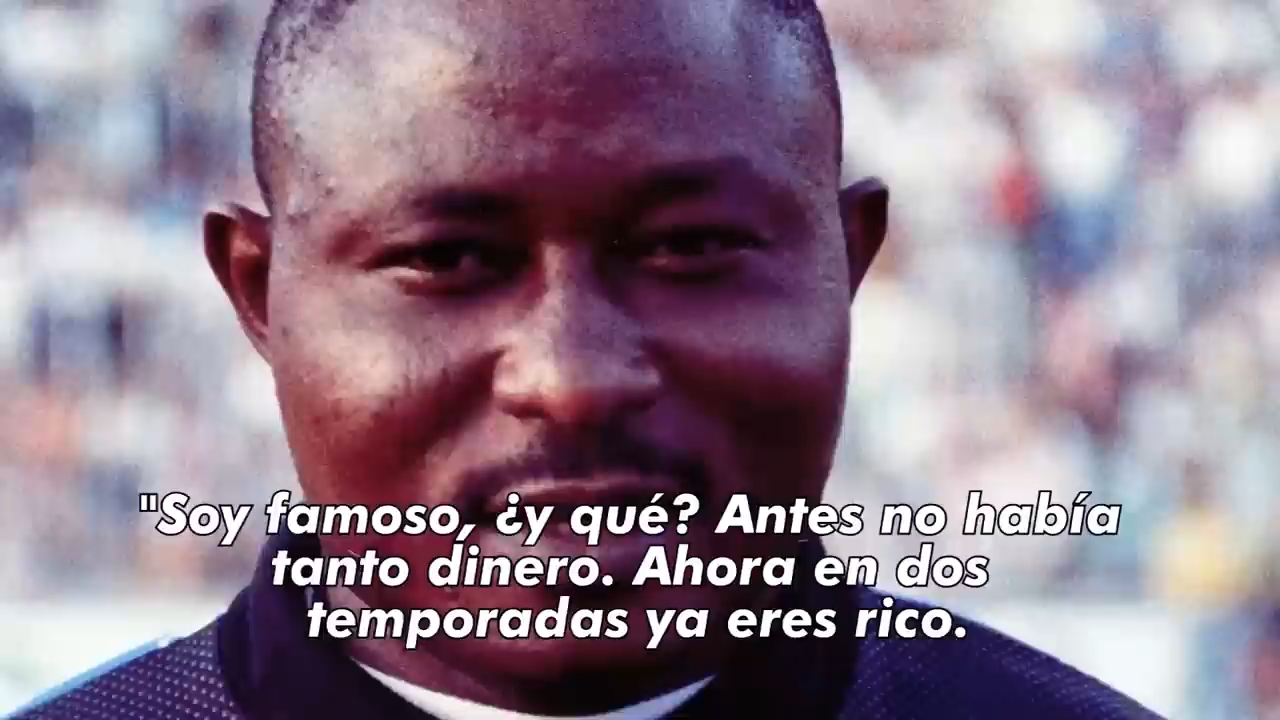 "Soy famoso, ¿y qué? Antes no había
tanto dinero. Ahora en dos
temporadas ya eres rico.